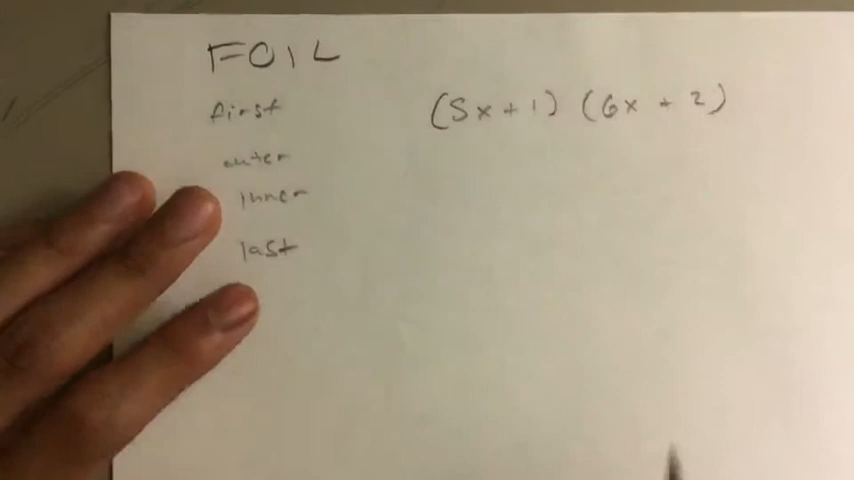 FOIL
first
(5x + 1) (6x + 2)
outer
inner
last